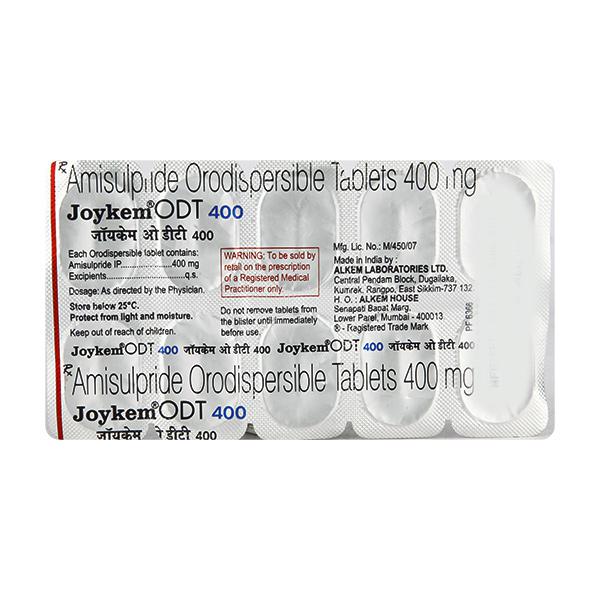 Rx
Amisulpride Orodispersible Tablets 400 mg
Joykem® ODT 400
जॉयकेम ओ डीटी 400
Each Orodispersible tablet contains:
Amisulpride IP....................400 mg
Excipients..........................q.s.
Dosage: As directed by the Physician.
Store below 25°C.
Protect from light and moisture.
Keep out of reach of children.
WARNING: To be sold by
retail on the prescription
of a Registered Medical
Practitioner only.
Do not remove tablets from
the blister until immediately
before use.
Mfg. Lic. No.: M/450/07
Made in India by :
ALKEM LABORATORIES LTD.
Central Pendam Block, Dugalaka,
Kumrek, Rangpo, East Sikkim-737 132
H. O. : ALKEM HOUSE
Senapati Bapat Marg,
Lower Parel, Mumbai - 400013
® - Registered Trade Mark
PF 6366
Joykem® ODT 400 जॉयकेम ओ डीटी 400 Joykem® ODT 400 जॉयकेम ओ डीटी 400
Rx
Amisulpride Orodispersible Tablets 400 mg
Joykem® ODT 400
जॉयकेम ओ डीटी 400